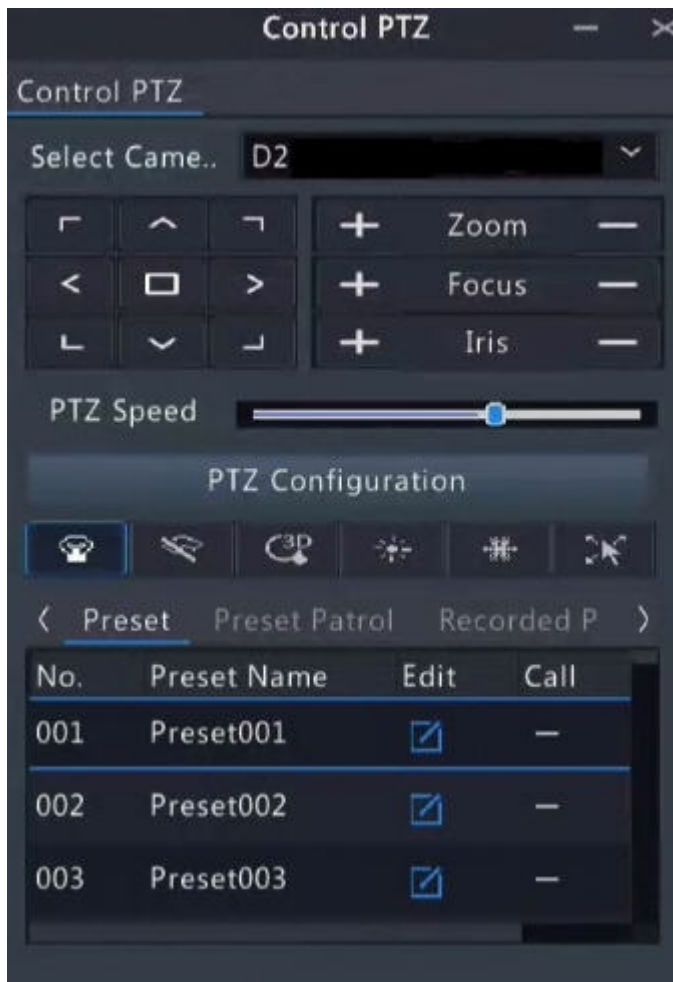 Control PTZ
Control PTZ
Select Came.. D2
Zoom
Focus
Iris
PTZ Speed
PTZ Configuration
3D
Preset Preset Patrol Recorded P
No. Preset Name Edit Call
001 Preset001
002 Preset002
003 Preset003